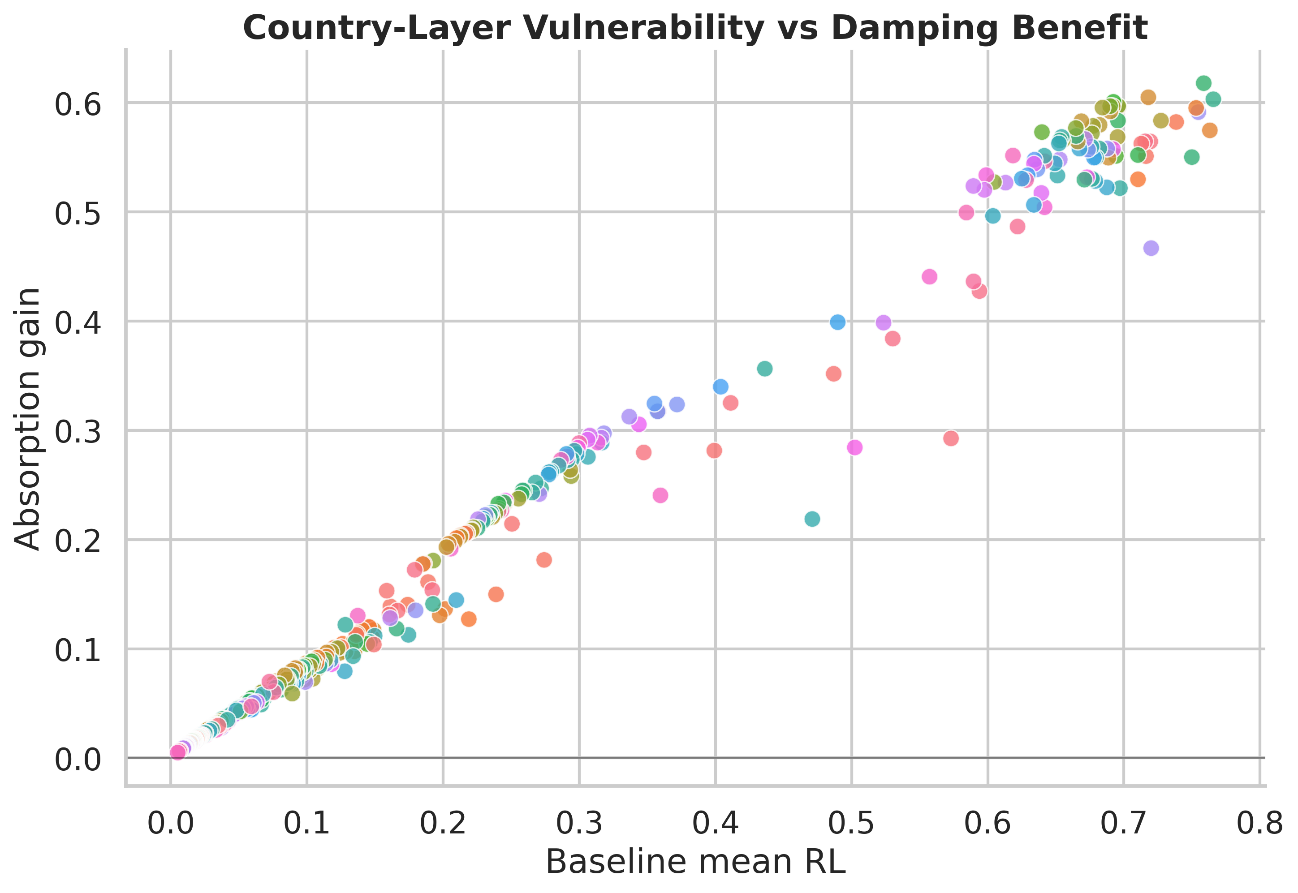 Country-Layer Vulnerability vs Damping Benefit
Absorption gain
0.6
0.5
0.4
0.3
0.2
0.1
0.0
0.0 0.1 0.2 0.3 0.4 0.5 0.6 0.7 0.8
Baseline mean RL